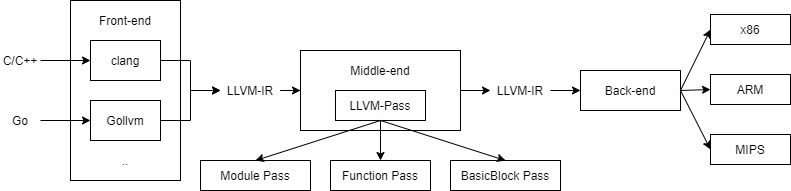 Front-end
C/C++
clang
Go
Gollvm
..
LLVM-IR
Middle-end
LLVM-Pass
Module Pass
Function Pass
BasicBlock Pass
LLVM-IR
Back-end
x86
ARM
MIPS